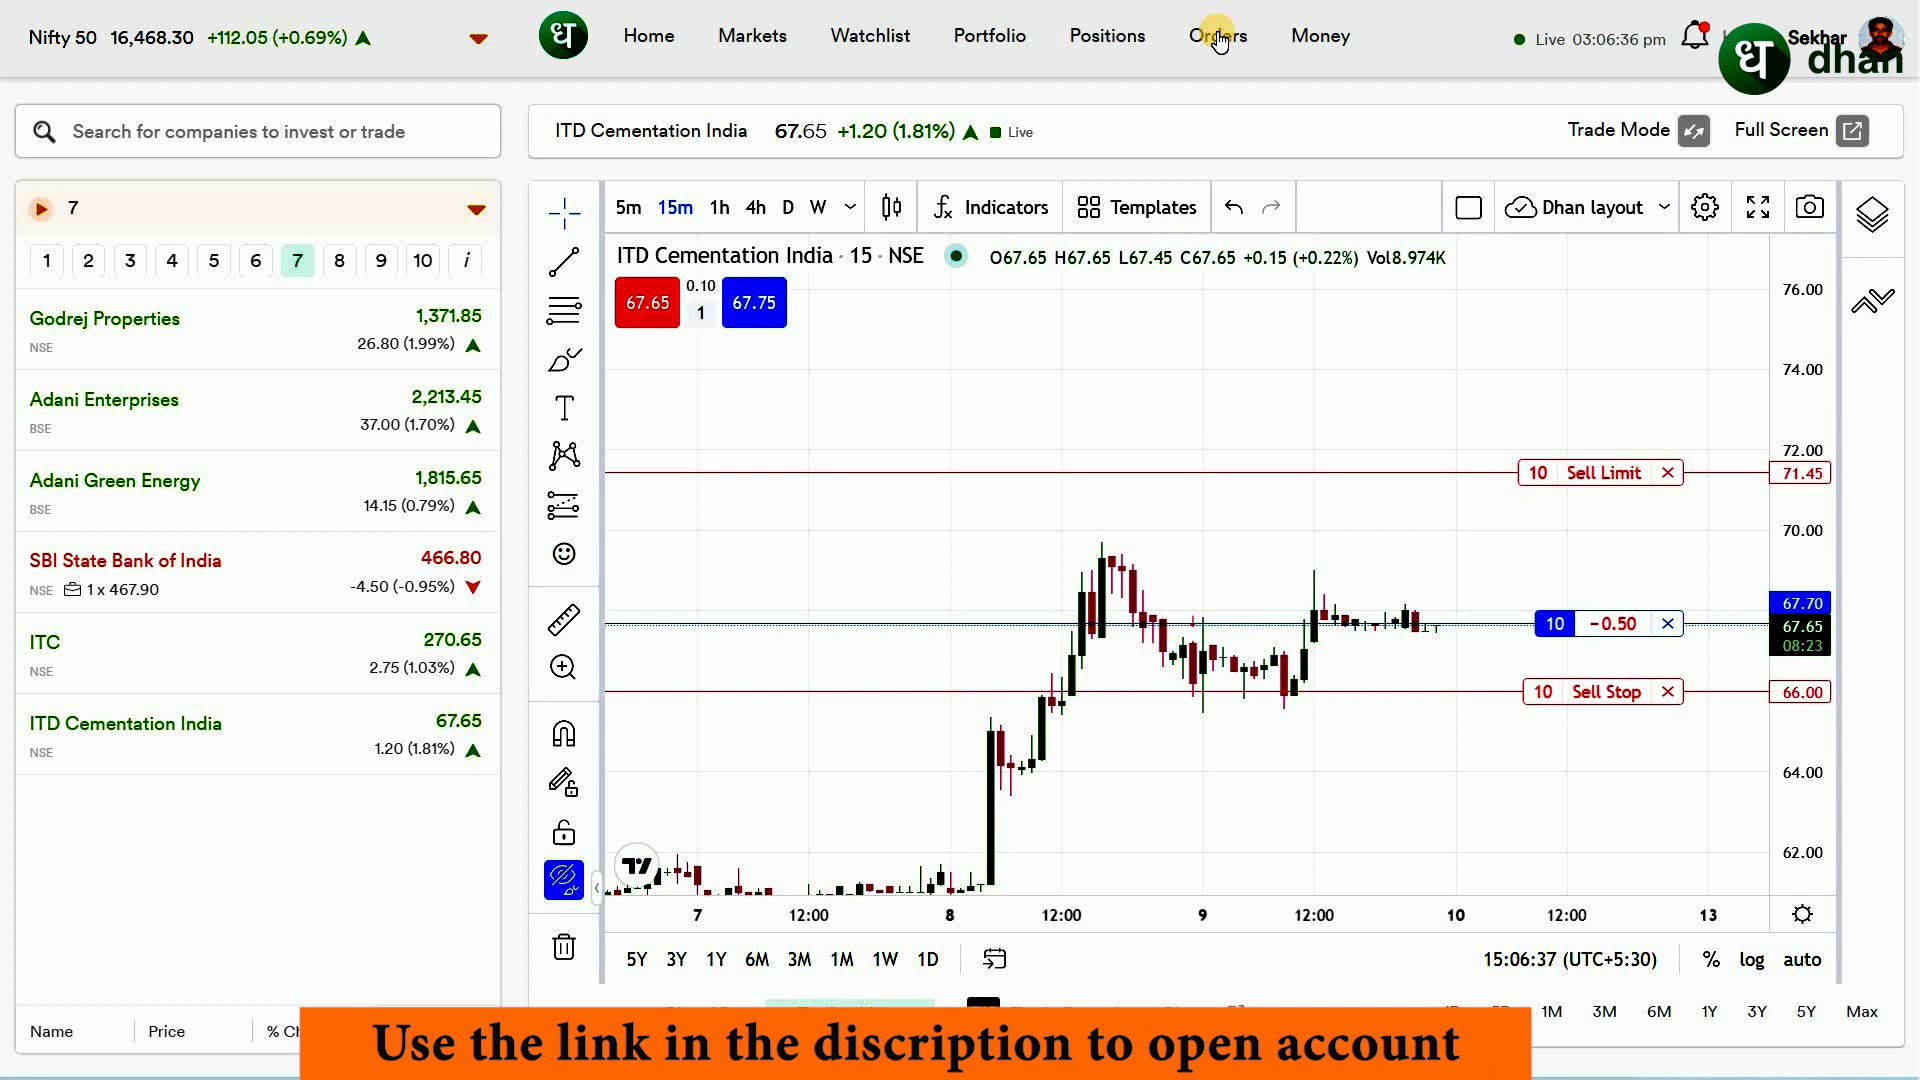 Nifty 50 16,468.30 +112.05 (+0.69%)
ध Home Markets Watchlist Portfolio Positions Orders Money
Live 03:06:36 pm Sekhar
ध dhan
Search for companies to invest or trade
ITD Cementation India 67.65 +1.20 (1.81%) Live
Trade Mode Full Screen
7
1 2 3 4 5 6 7 8 9 10 i
Godrej Properties 1,371.85
NSE 26.80 (1.99%)
Adani Enterprises 2,213.45
BSE 37.00 (1.70%)
Adani Green Energy 1,815.65
BSE 14.15 (0.79%)
SBI State Bank of India 466.80
NSE 1 x 467.90 -4.50 (-0.95%)
ITC 270.65
NSE 2.75 (1.03%)
ITD Cementation India 67.65
NSE 1.20 (1.81%)
Name Price % Ch
5m 15m 1h 4h D W Indicators Templates Dhan layout
ITD Cementation India · 15 · NSE O67.65 H67.65 L67.45 C67.65 +0.15 (+0.22%) Vol8.974K
67.65 0.10 1 67.75
76.00
74.00
72.00
10 Sell Limit × 71.45
70.00
67.70
10 −0.50 × 67.65
08:23
10 Sell Stop × 66.00
64.00
62.00
7 12:00 8 12:00 9 12:00 10 12:00 13
5Y 3Y 1Y 6M 3M 1M 1W 1D 15:06:37 (UTC+5:30) % log auto
1M 3M 6M 1Y 3Y 5Y Max
Use the link in the discription to open account